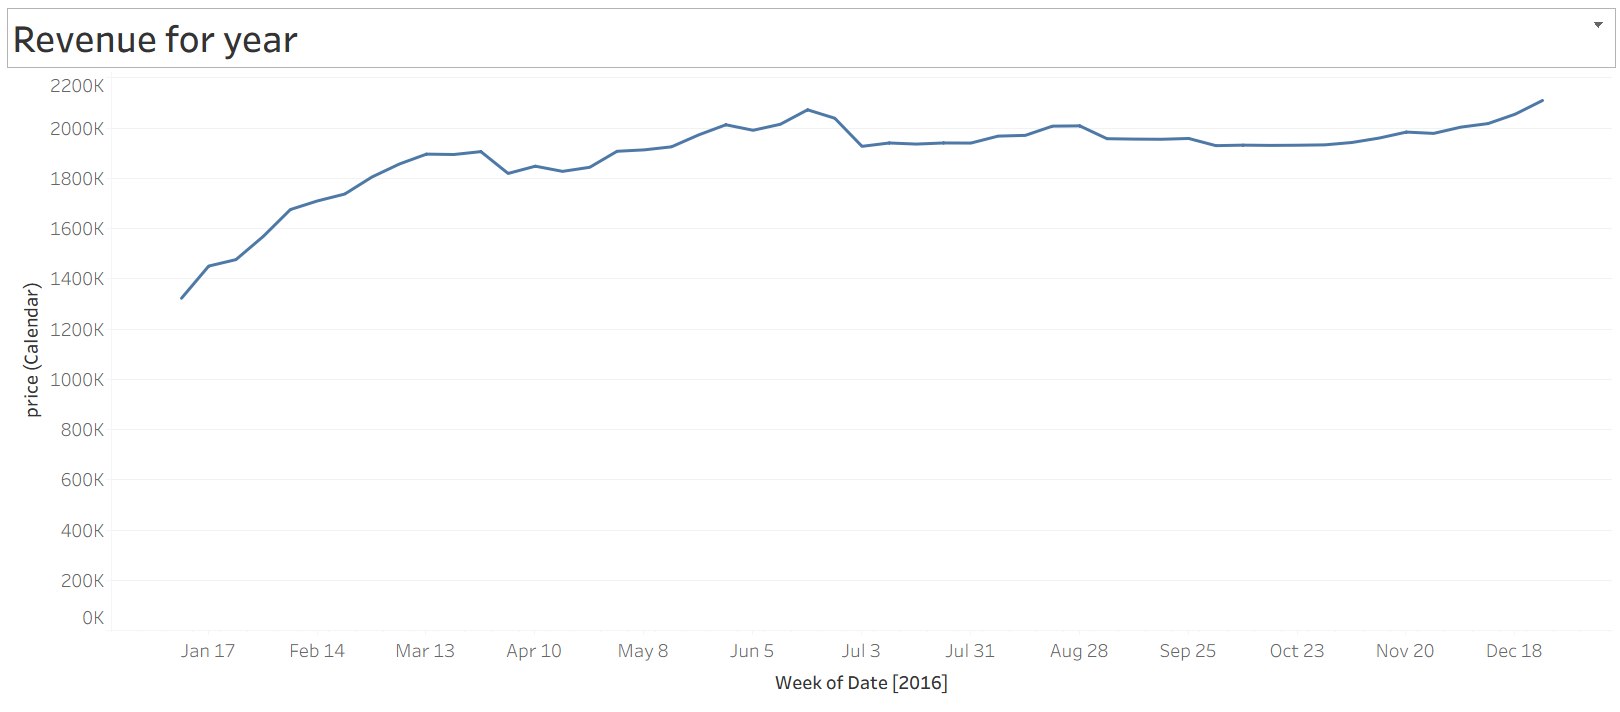 Revenue for year
2200K
2000K
1800K
1600K
1400K
1200K
1000K
800K
600K
400K
200K
0K
price (Calendar)
Jan 17 Feb 14 Mar 13 Apr 10 May 8 Jun 5 Jul 3 Jul 31 Aug 28 Sep 25 Oct 23 Nov 20 Dec 18
Week of Date [2016]